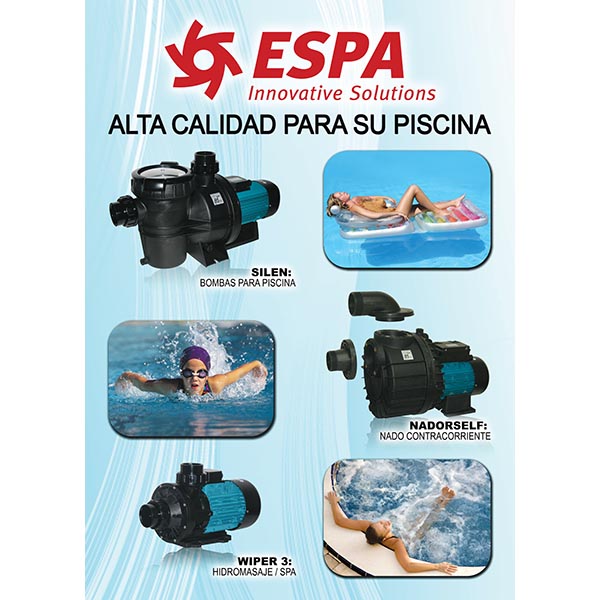 ESPA
Innovative Solutions
ALTA CALIDAD PARA SU PISCINA
SILEN:
BOMBAS PARA PISCINA
NADORSELF:
NADO CONTRACORRIENTE
WIPER 3:
HIDROMASAJE / SPA